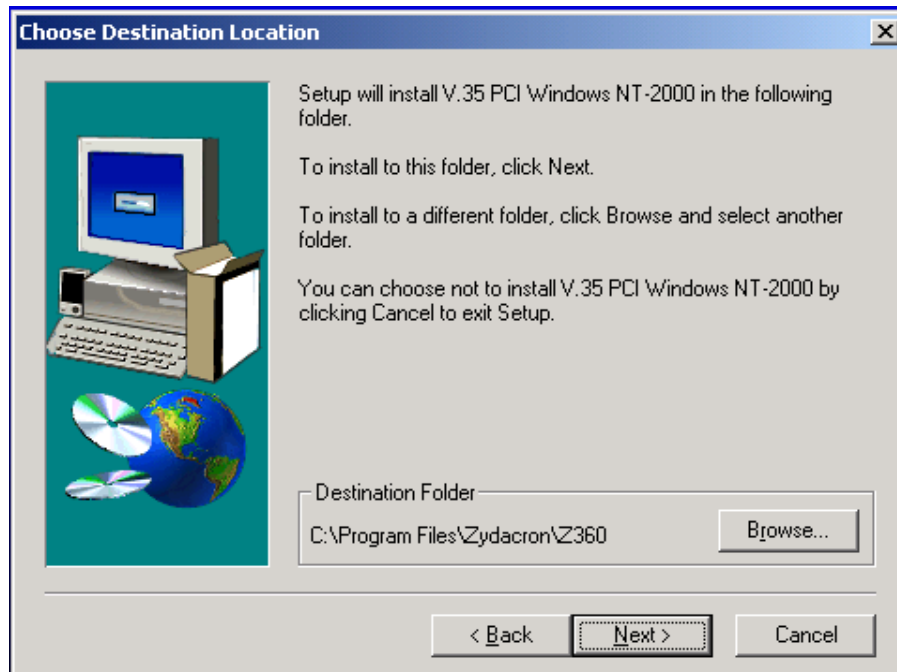 Choose Destination Location
Setup will install V.35 PCI Windows NT-2000 in the following
folder.
To install to this folder, click Next.
To install to a different folder, click Browse and select another
folder.
You can choose not to install V.35 PCI Windows NT-2000 by
clicking Cancel to exit Setup.
Destination Folder
C:\Program Files\Zydacron\Z360
Browse...
< Back
Next >
Cancel